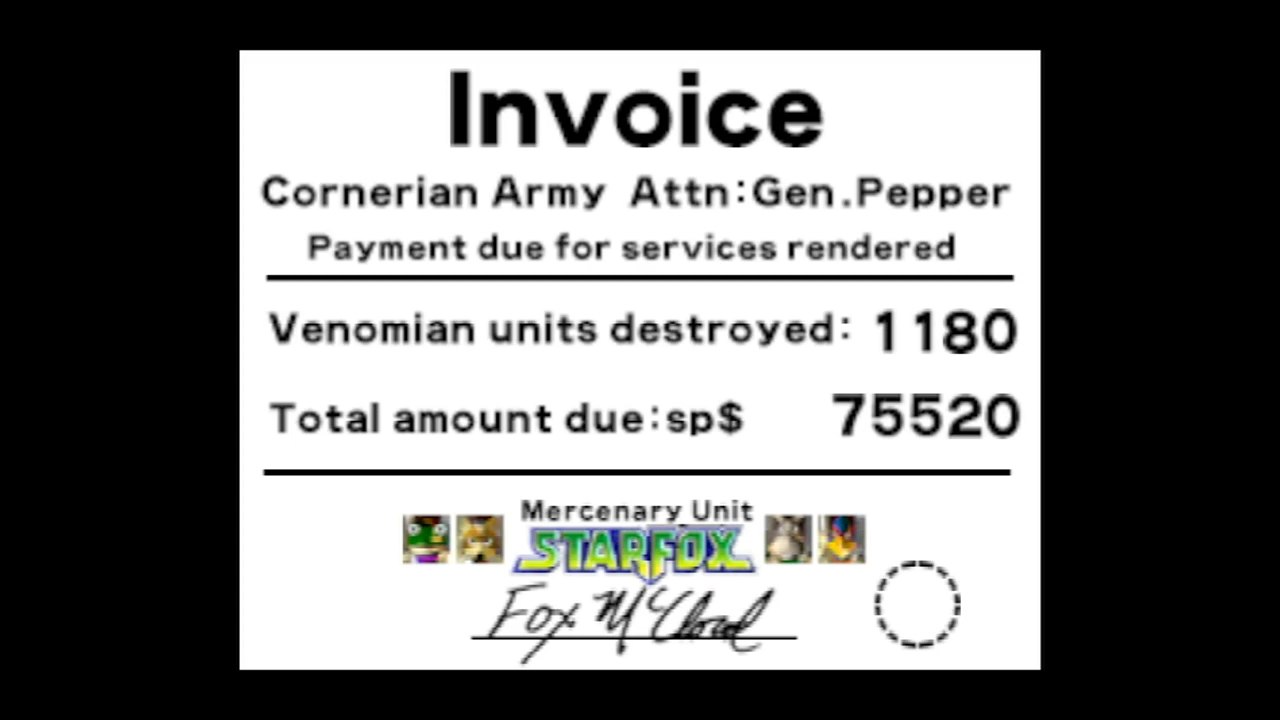 Invoice
Cornerian Army Attn:Gen.Pepper
Payment due for services rendered
Venomian units destroyed: 1180
Total amount due:sp$ 75520
Mercenary Unit
STARFOX
Fox McCloud